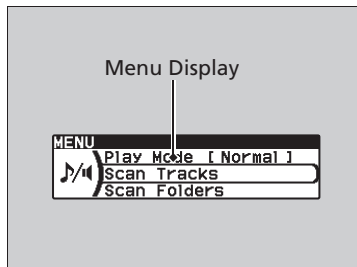 Menu Display
MENU
Play Mode [ Normal ]
Scan Tracks
Scan Folders